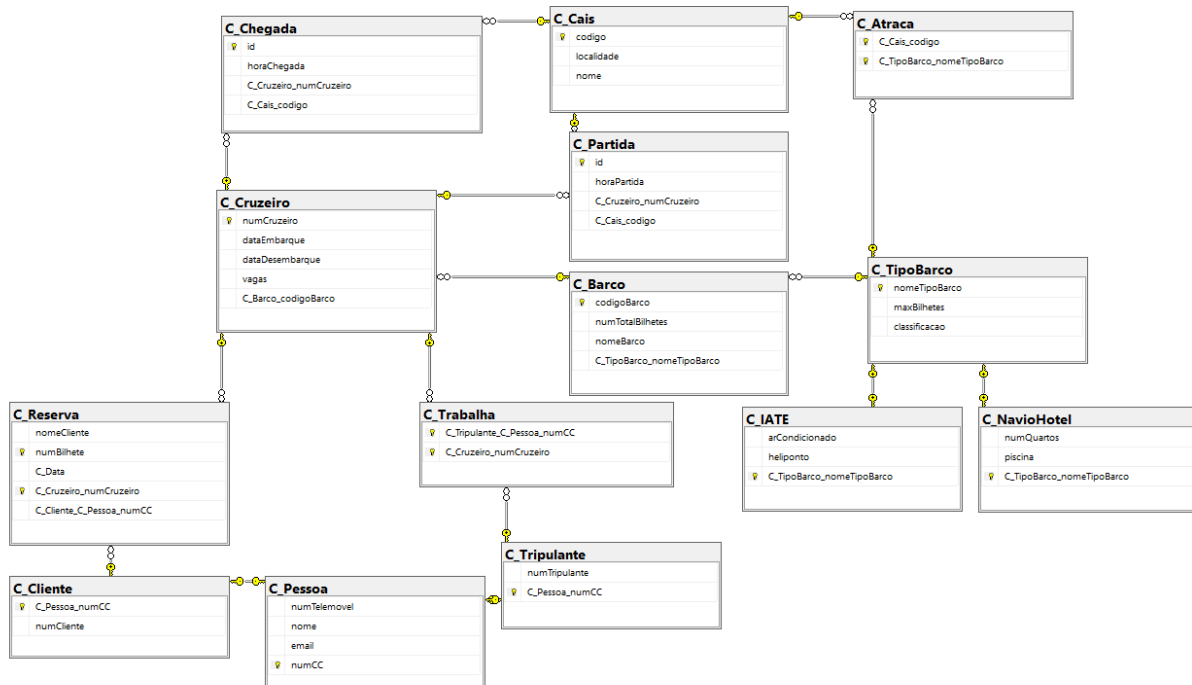 C_Chegada
id
horaChegada
C_Cruzeiro_numCruzeiro
C_Cais_codigo
C_Cais
codigo
localidade
nome
C_Atraca
C_Cais_codigo
C_TipoBarco_nomeTipoBarco
C_Partida
id
horaPartida
C_Cruzeiro_numCruzeiro
C_Cais_codigo
C_Cruzeiro
numCruzeiro
dataEmbarque
dataDesembarque
vagas
C_Barco_codigoBarco
C_Barco
codigoBarco
numTotalBilhetes
nomeBarco
C_TipoBarco_nomeTipoBarco
C_TipoBarco
nomeTipoBarco
maxBilhetes
classificacao
C_Reserva
nomeCliente
numBilhete
C_Data
C_Cruzeiro_numCruzeiro
C_Cliente_C_Pessoa_numCC
C_Trabalha
C_Tripulante_C_Pessoa_numCC
C_Cruzeiro_numCruzeiro
C_IATE
arCondicionado
heliponto
C_TipoBarco_nomeTipoBarco
C_NavioHotel
numQuartos
piscina
C_TipoBarco_nomeTipoBarco
C_Tripulante
numTripulante
C_Pessoa_numCC
C_Cliente
C_Pessoa_numCC
numCliente
C_Pessoa
numTelemovel
nome
email
numCC